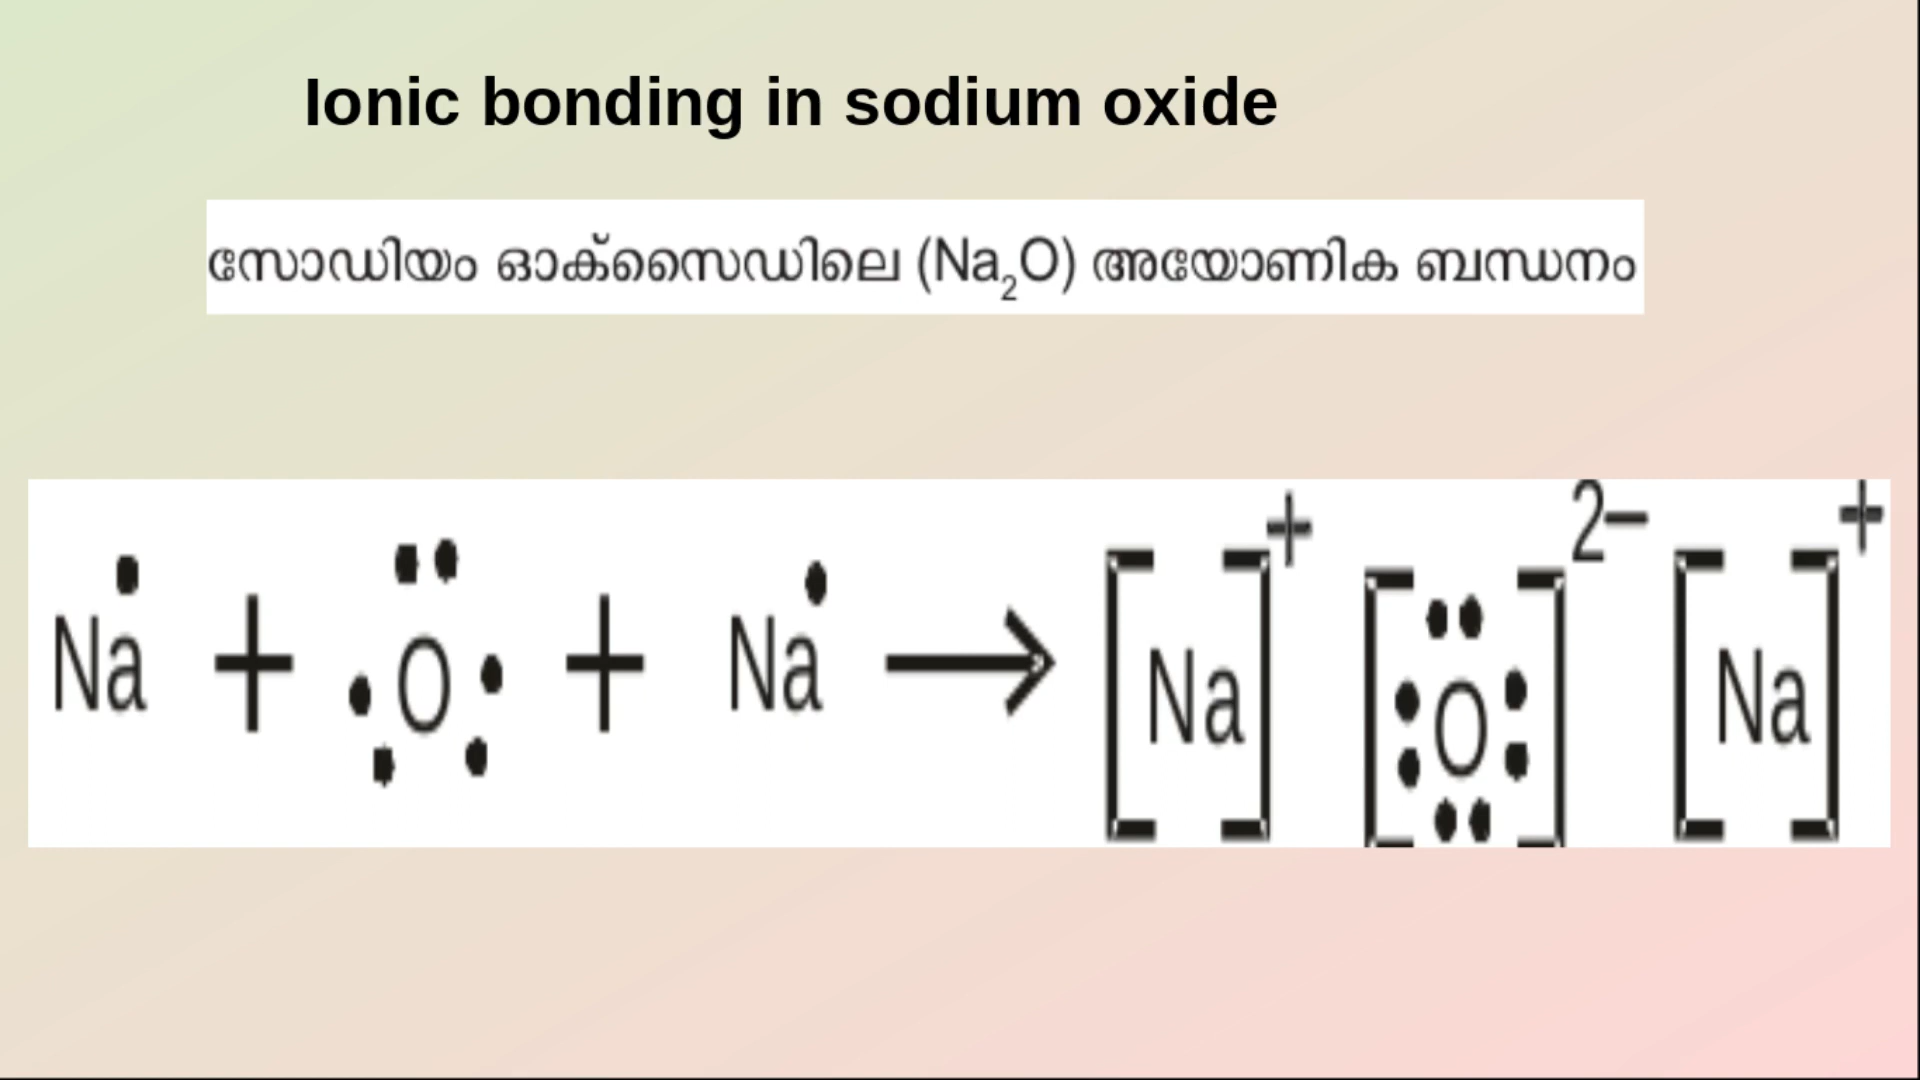 Ionic bonding in sodium oxide
സോഡിയം ഓക്സൈഡിലെ (Na₂O) അയോണിക ബന്ധനം
Na + O + Na → [Na]⁺ [O]²⁻ [Na]⁺